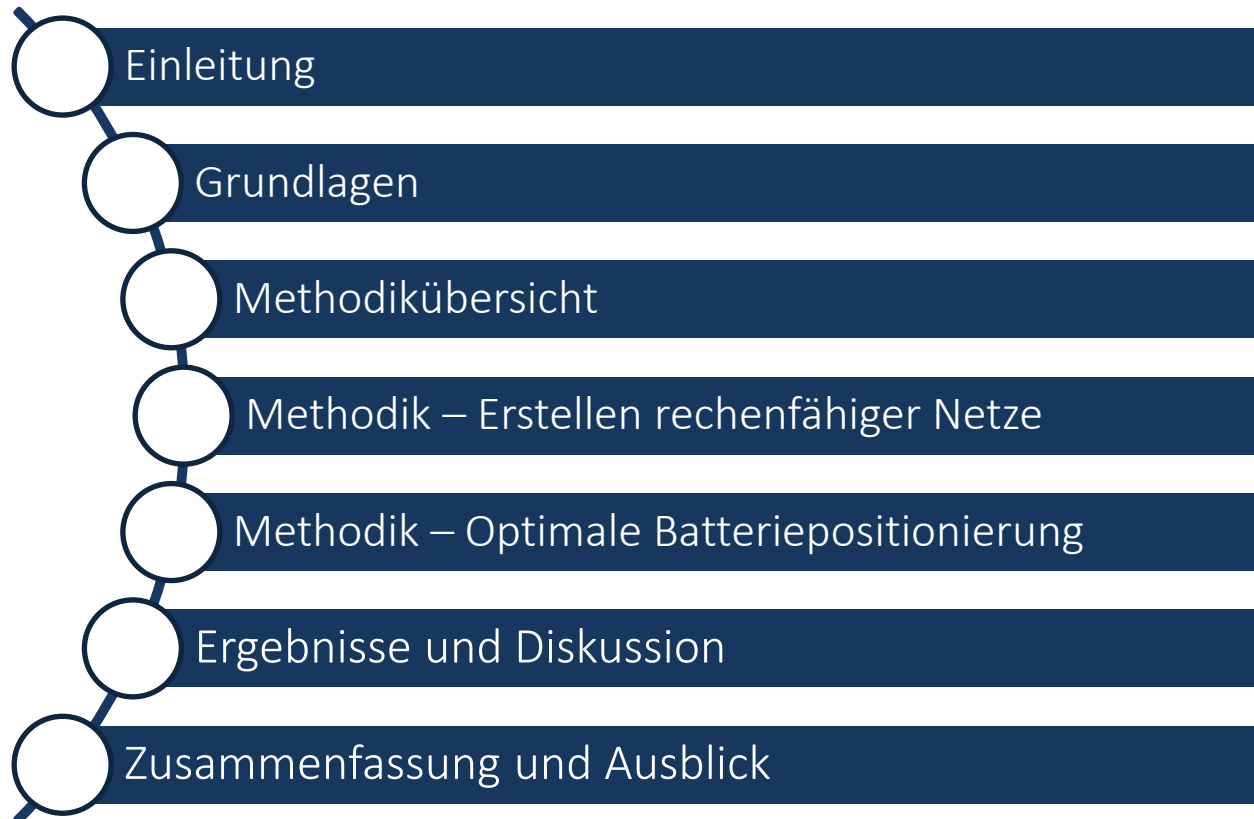 Einleitung
Grundlagen
Methodikübersicht
Methodik – Erstellen rechenfähiger Netze
Methodik – Optimale Batteriepositionierung
Ergebnisse und Diskussion
Zusammenfassung und Ausblick